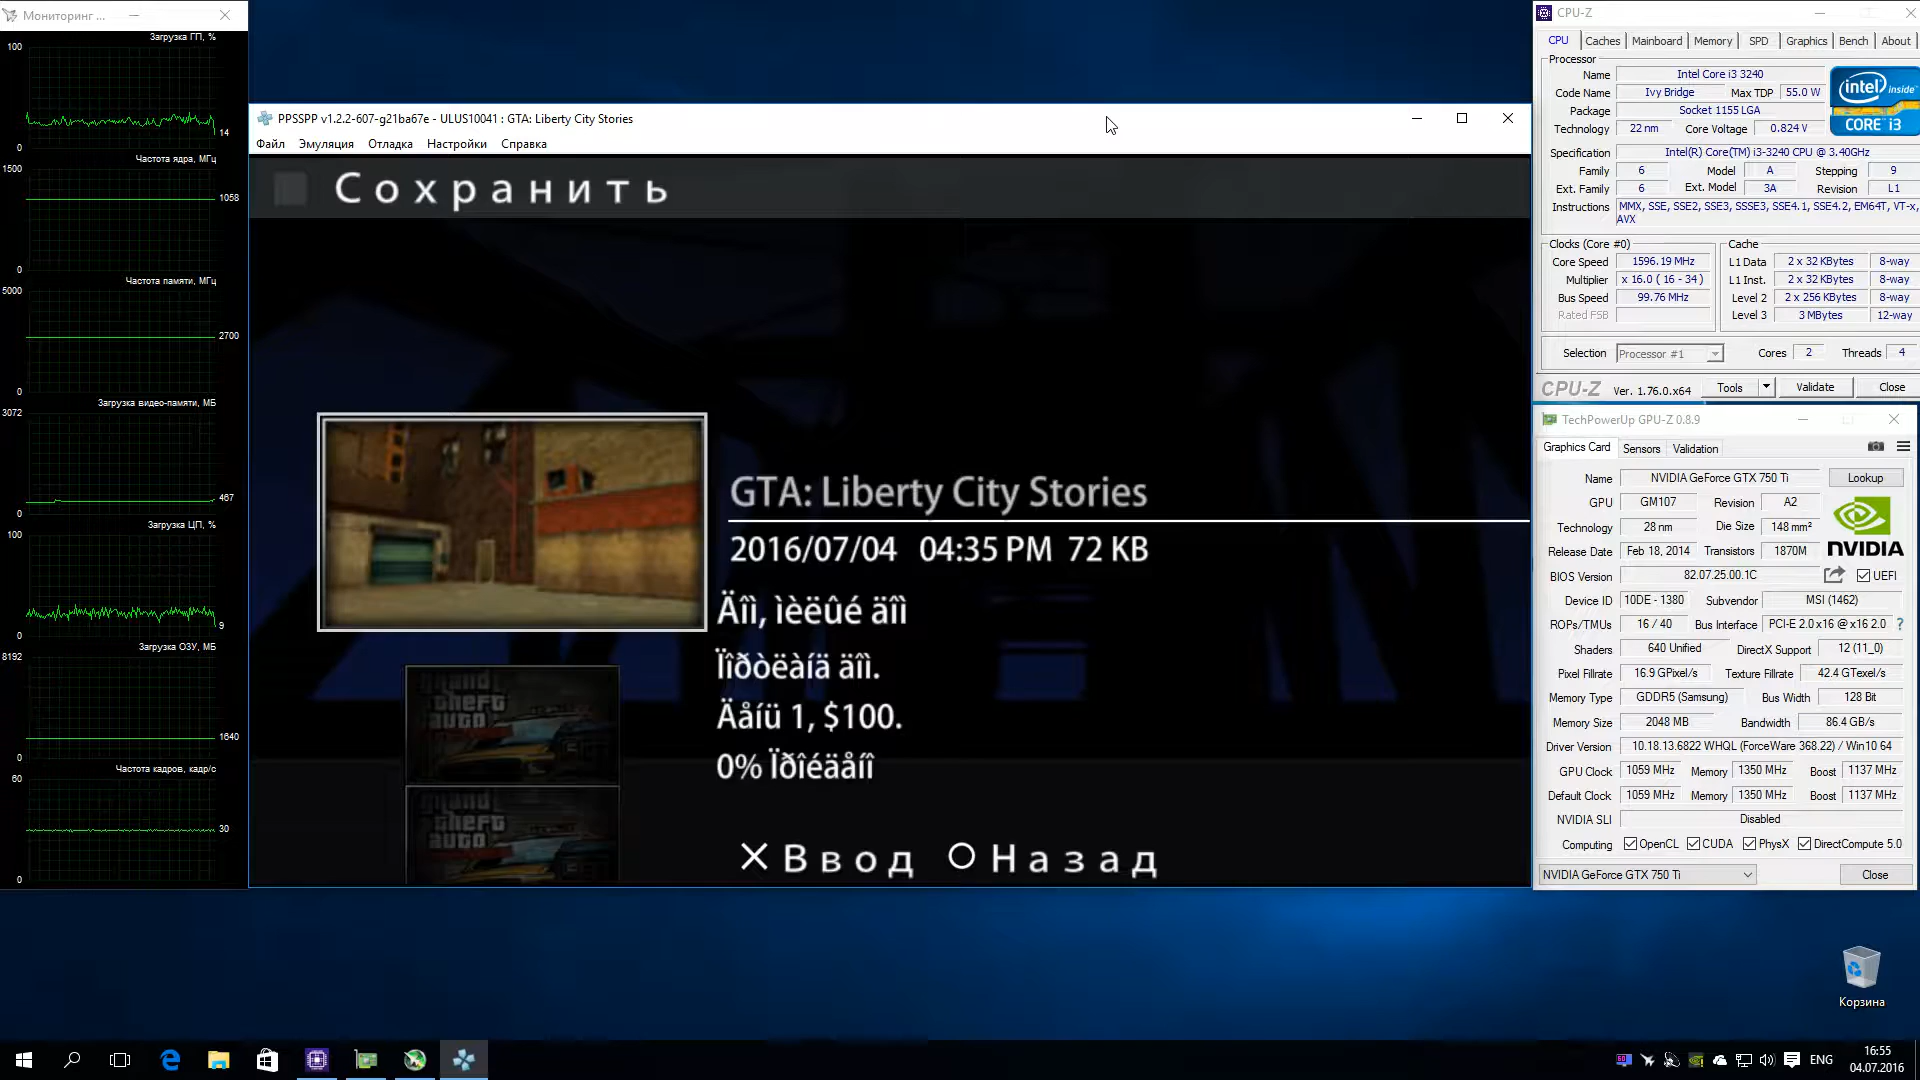 Мониторинг ...
Загрузка ГП, %
100
14
0
Частота ядра, МГц
1500
1058
0
Частота памяти, МГц
5000
2700
0
Загрузка видео-памяти, МБ
3072
467
0
Загрузка ЦП, %
100
9
0
Загрузка ОЗУ, МБ
8192
1640
0
Частота кадров, кадр/с
60
30
0
PPSSPP v1.2.2-607-g21ba67e - ULUS10041 : GTA: Liberty City Stories
Файл Эмуляция Отладка Настройки Справка
Сохранить
GTA: Liberty City Stories
2016/07/04 04:35 PM 72 KB
Äîì, ìèëûé äîì
Ïîðòëàíä äîì.
Äåíü 1, $100.
0% Ïðîéäåíî
grand theft auto
grand theft auto
Ввод Назад
CPU-Z
CPU Caches Mainboard Memory SPD Graphics Bench About
Processor
Name Intel Core i3 3240
Code Name Ivy Bridge Max TDP 55.0 W
Package Socket 1155 LGA
Technology 22 nm Core Voltage 0.824 V
intel inside
CORE i3
Specification Intel(R) Core(TM) i3-3240 CPU @ 3.40GHz
Family 6 Model A Stepping 9
Ext. Family 6 Ext. Model 3A Revision L1
Instructions MMX, SSE, SSE2, SSE3, SSSE3, SSE4.1, SSE4.2, EM64T, VT-x,
AVX
Clocks (Core #0)
Core Speed 1596.19 MHz
Multiplier x 16.0 ( 16 - 34 )
Bus Speed 99.76 MHz
Rated FSB
Cache
L1 Data 2 x 32 KBytes 8-way
L1 Inst. 2 x 32 KBytes 8-way
Level 2 2 x 256 KBytes 8-way
Level 3 3 MBytes 12-way
Selection Processor #1 Cores 2 Threads 4
CPU-Z Ver. 1.76.0.x64 Tools Validate Close
TechPowerUp GPU-Z 0.8.9
Graphics Card Sensors Validation
Name NVIDIA GeForce GTX 750 Ti Lookup
GPU GM107 Revision A2
Technology 28 nm Die Size 148 mm²
Release Date Feb 18, 2014 Transistors 1870M
NVIDIA
BIOS Version 82.07.25.00.1C UEFI
Device ID 10DE - 1380 Subvendor MSI (1462)
ROPs/TMUs 16 / 40 Bus Interface PCI-E 2.0 x16 @ x16 2.0 ?
Shaders 640 Unified DirectX Support 12 (11_0)
Pixel Fillrate 16.9 GPixel/s Texture Fillrate 42.4 GTexel/s
Memory Type GDDR5 (Samsung) Bus Width 128 Bit
Memory Size 2048 MB Bandwidth 86.4 GB/s
Driver Version 10.18.13.6822 WHQL (ForceWare 368.22) / Win10 64
GPU Clock 1059 MHz Memory 1350 MHz Boost 1137 MHz
Default Clock 1059 MHz Memory 1350 MHz Boost 1137 MHz
NVIDIA SLI Disabled
Computing OpenCL CUDA PhysX DirectCompute 5.0
NVIDIA GeForce GTX 750 Ti Close
Корзина
ENG
16:55
04.07.2016